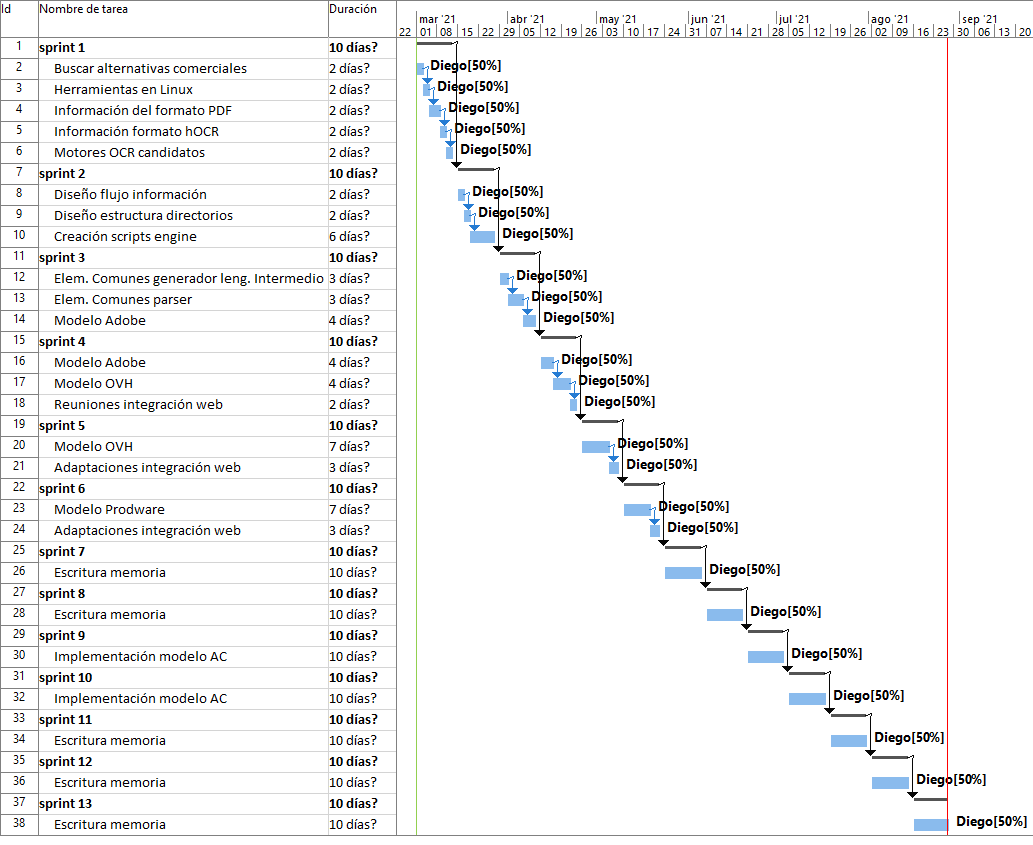 Id Nombre de tarea Duración
mar '21 abr '21 may '21 jun '21 jul '21 ago '21 sep '21
22 01 08 15 22 29 05 12 19 26 03 10 17 24 31 07 14 21 28 05 12 19 26 02 09 16 23 30 06 13 20
1 sprint 1 10 días?
2 Buscar alternativas comerciales 2 días? Diego[50%]
3 Herramientas en Linux 2 días? Diego[50%]
4 Información del formato PDF 2 días? Diego[50%]
5 Información formato hOCR 2 días? Diego[50%]
6 Motores OCR candidatos 2 días? Diego[50%]
7 sprint 2 10 días?
8 Diseño flujo información 2 días? Diego[50%]
9 Diseño estructura directorios 2 días? Diego[50%]
10 Creación scripts engine 6 días? Diego[50%]
11 sprint 3 10 días?
12 Elem. Comunes generador leng. Intermedio 3 días? Diego[50%]
13 Elem. Comunes parser 3 días? Diego[50%]
14 Modelo Adobe 4 días? Diego[50%]
15 sprint 4 10 días?
16 Modelo Adobe 4 días? Diego[50%]
17 Modelo OVH 4 días? Diego[50%]
18 Reuniones integración web 2 días? Diego[50%]
19 sprint 5 10 días?
20 Modelo OVH 7 días? Diego[50%]
21 Adaptaciones integración web 3 días? Diego[50%]
22 sprint 6 10 días?
23 Modelo Prodware 7 días? Diego[50%]
24 Adaptaciones integración web 3 días? Diego[50%]
25 sprint 7 10 días?
26 Escritura memoria 10 días? Diego[50%]
27 sprint 8 10 días?
28 Escritura memoria 10 días? Diego[50%]
29 sprint 9 10 días?
30 Implementación modelo AC 10 días? Diego[50%]
31 sprint 10 10 días?
32 Implementación modelo AC 10 días? Diego[50%]
33 sprint 11 10 días?
34 Escritura memoria 10 días? Diego[50%]
35 sprint 12 10 días?
36 Escritura memoria 10 días? Diego[50%]
37 sprint 13 10 días?
38 Escritura memoria 10 días? Diego[50%]